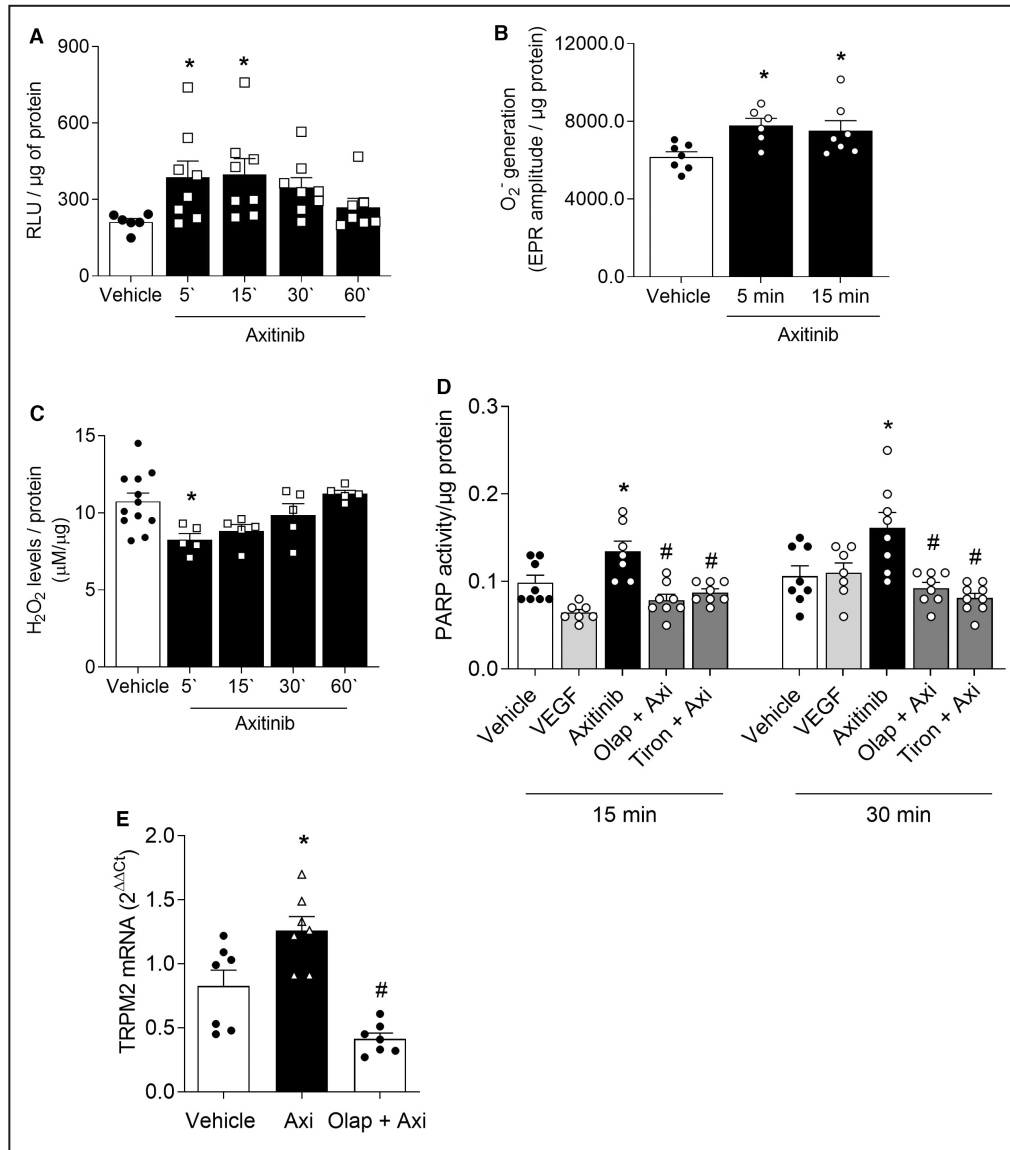 A
RLU / µg of protein
900
600
300
0
* *
Vehicle 5` 15` 30` 60`
Axitinib
B
O2- generation
(EPR amplitude / µg protein)
12000.0
8000.0
4000.0
0.0
* *
Vehicle 5 min 15 min
Axitinib
C
H2O2 levels / protein
(µM/µg)
15
10
5
0
*
Vehicle 5` 15` 30` 60`
Axitinib
D
PARP activity/µg protein
0.3
0.2
0.1
0.0
* # # * # #
Vehicle VEGF Axitinib Olap + Axi Tiron + Axi Vehicle VEGF Axitinib Olap + Axi Tiron + Axi
15 min 30 min
E
TRPM2 mRNA (2ΔΔCt)
2.0
1.5
1.0
0.5
0.0
* #
Vehicle Axi Olap + Axi